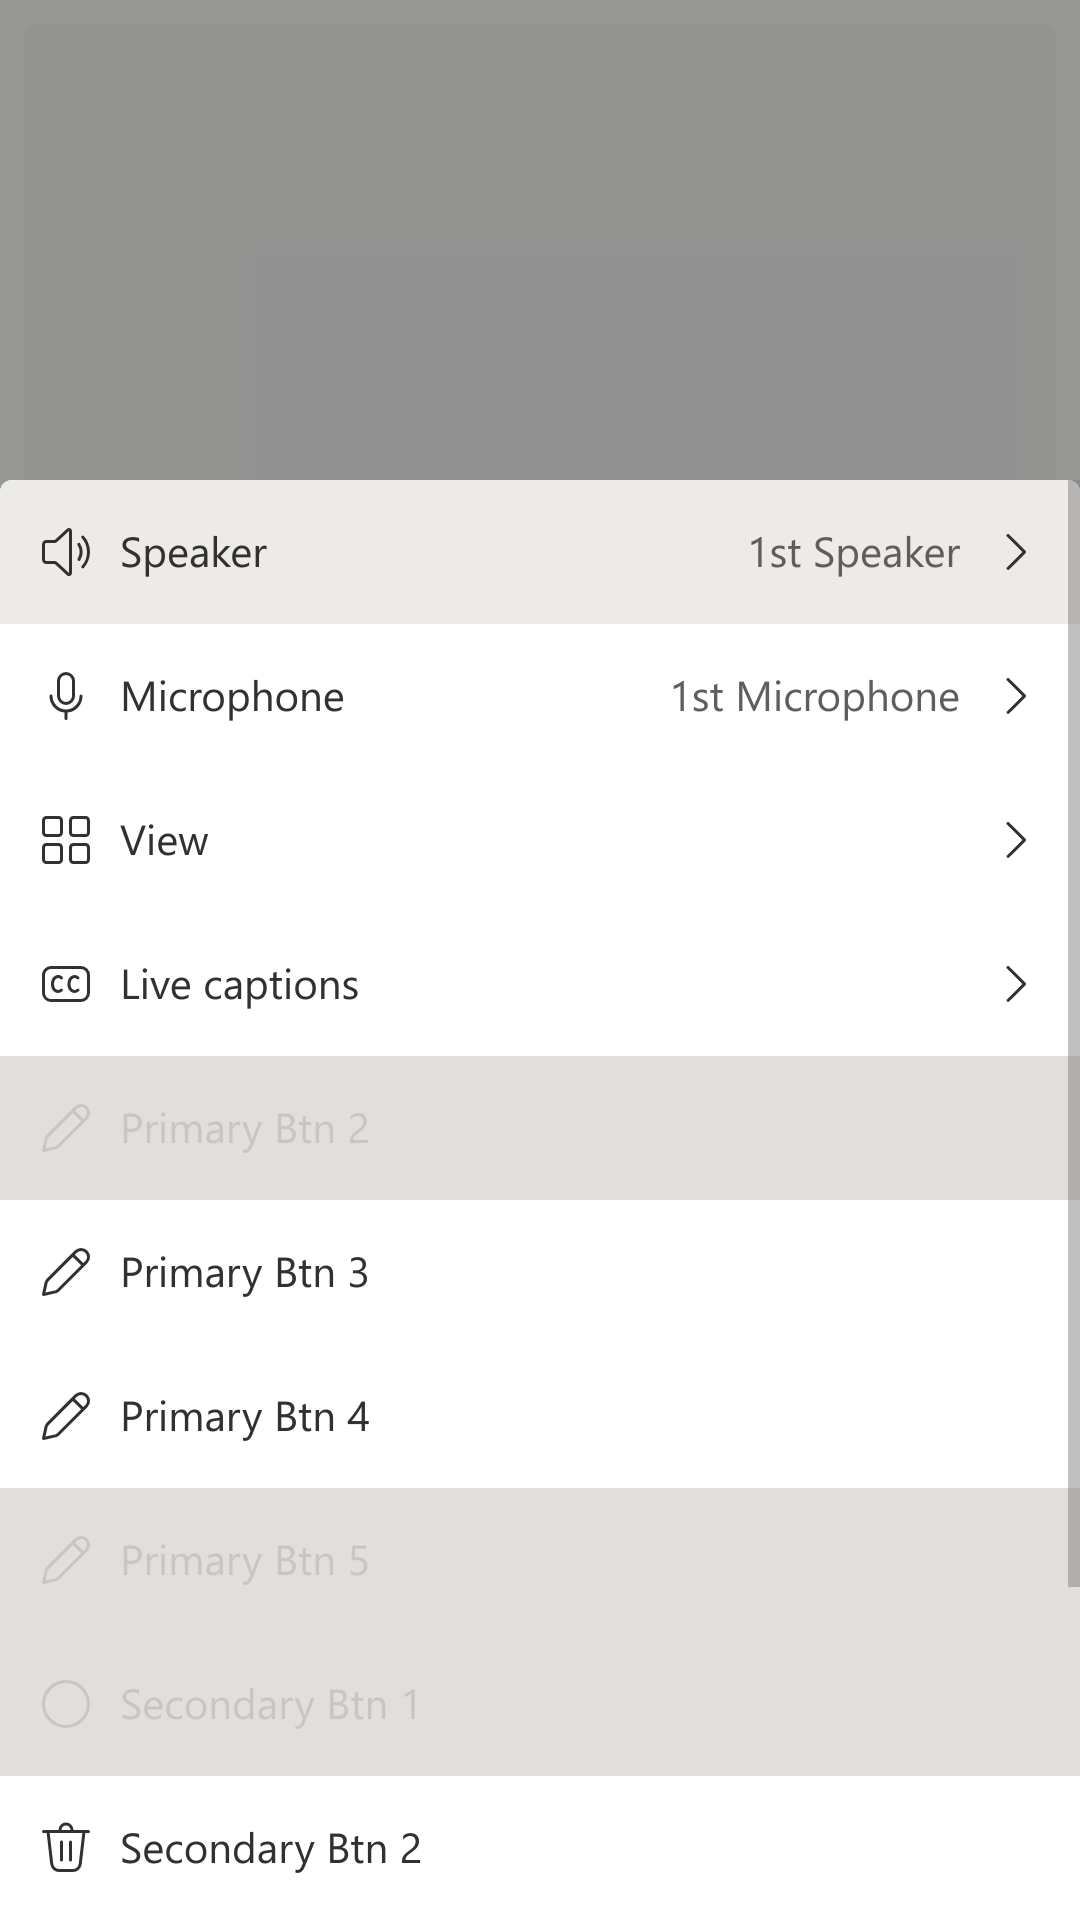 Speaker 1st Speaker
Microphone 1st Microphone
View
CC Live captions
Primary Btn 2
Primary Btn 3
Primary Btn 4
Primary Btn 5
Secondary Btn 1
Secondary Btn 2